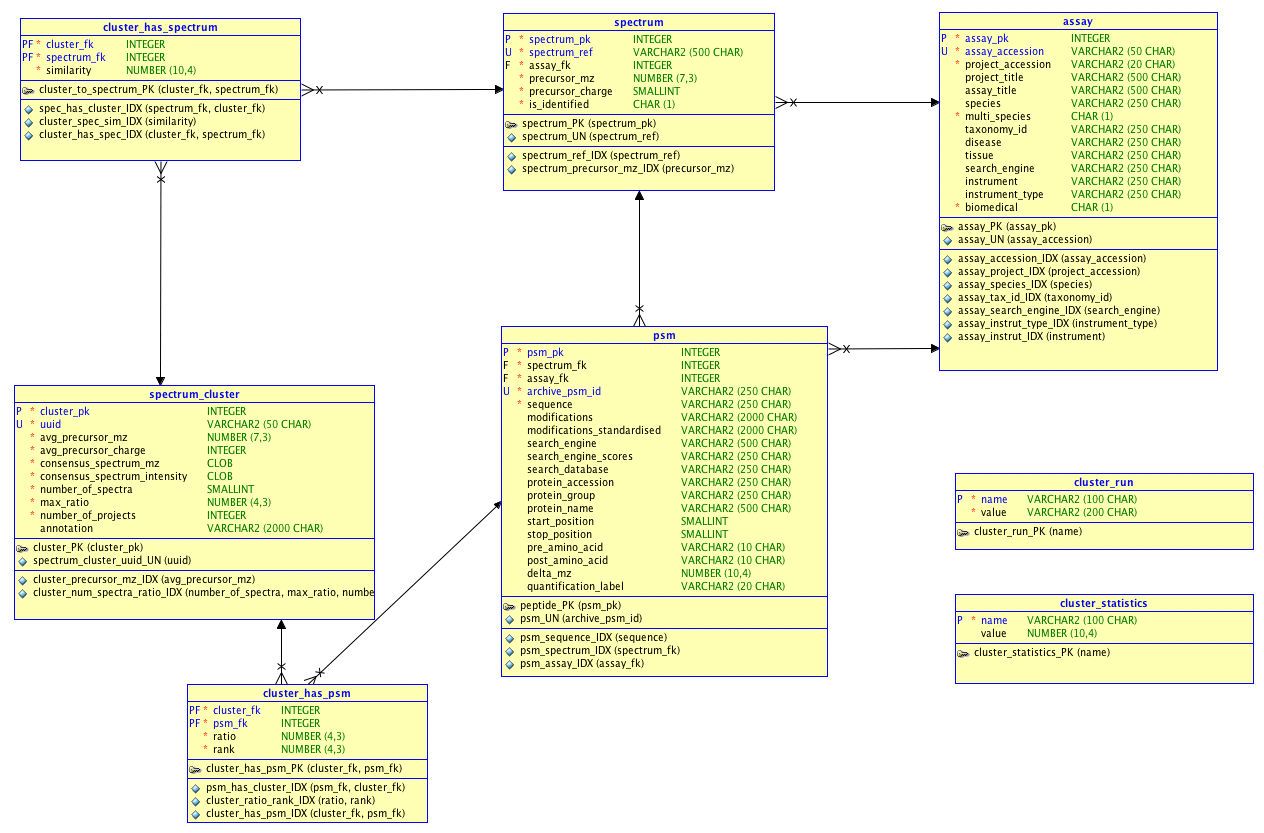 cluster_has_spectrum
PF * cluster_fk INTEGER
PF * spectrum_fk INTEGER
* similarity NUMBER (10,4)
cluster_to_spectrum_PK (cluster_fk, spectrum_fk)
spec_has_cluster_IDX (spectrum_fk, cluster_fk)
cluster_spec_sim_IDX (similarity)
cluster_has_spec_IDX (cluster_fk, spectrum_fk)
spectrum
P * spectrum_pk INTEGER
U * spectrum_ref VARCHAR2 (500 CHAR)
F * assay_fk INTEGER
* precursor_mz NUMBER (7,3)
* precursor_charge SMALLINT
* is_identified CHAR (1)
spectrum_PK (spectrum_pk)
spectrum_UN (spectrum_ref)
spectrum_ref_IDX (spectrum_ref)
spectrum_precursor_mz_IDX (precursor_mz)
assay
P * assay_pk INTEGER
U * assay_accession VARCHAR2 (50 CHAR)
* project_accession VARCHAR2 (20 CHAR)
project_title VARCHAR2 (500 CHAR)
assay_title VARCHAR2 (500 CHAR)
species VARCHAR2 (250 CHAR)
* multi_species CHAR (1)
taxonomy_id VARCHAR2 (250 CHAR)
disease VARCHAR2 (250 CHAR)
tissue VARCHAR2 (250 CHAR)
search_engine VARCHAR2 (250 CHAR)
instrument VARCHAR2 (250 CHAR)
instrument_type VARCHAR2 (250 CHAR)
* biomedical CHAR (1)
assay_PK (assay_pk)
assay_UN (assay_accession)
assay_accession_IDX (assay_accession)
assay_project_IDX (project_accession)
assay_species_IDX (species)
assay_tax_id_IDX (taxonomy_id)
assay_search_engine_IDX (search_engine)
assay_instrut_type_IDX (instrument_type)
assay_instrut_IDX (instrument)
psm
P * psm_pk INTEGER
F * spectrum_fk INTEGER
F * assay_fk INTEGER
U * archive_psm_id VARCHAR2 (250 CHAR)
* sequence VARCHAR2 (250 CHAR)
modifications VARCHAR2 (2000 CHAR)
modifications_standardised VARCHAR2 (2000 CHAR)
search_engine VARCHAR2 (500 CHAR)
search_engine_scores VARCHAR2 (250 CHAR)
search_database VARCHAR2 (250 CHAR)
protein_accession VARCHAR2 (250 CHAR)
protein_group VARCHAR2 (250 CHAR)
protein_name VARCHAR2 (500 CHAR)
start_position SMALLINT
stop_position SMALLINT
pre_amino_acid VARCHAR2 (10 CHAR)
post_amino_acid VARCHAR2 (10 CHAR)
delta_mz NUMBER (10,4)
quantification_label VARCHAR2 (20 CHAR)
peptide_PK (psm_pk)
psm_UN (archive_psm_id)
psm_sequence_IDX (sequence)
psm_spectrum_IDX (spectrum_fk)
psm_assay_IDX (assay_fk)
spectrum_cluster
P * cluster_pk INTEGER
U * uuid VARCHAR2 (50 CHAR)
* avg_precursor_mz NUMBER (7,3)
* avg_precursor_charge INTEGER
* consensus_spectrum_mz CLOB
* consensus_spectrum_intensity CLOB
* number_of_spectra SMALLINT
* max_ratio NUMBER (4,3)
* number_of_projects INTEGER
annotation VARCHAR2 (2000 CHAR)
cluster_PK (cluster_pk)
spectrum_cluster_uuid_UN (uuid)
cluster_precursor_mz_IDX (avg_precursor_mz)
cluster_num_spectra_ratio_IDX (number_of_spectra, max_ratio, numbe
cluster_run
P * name VARCHAR2 (100 CHAR)
* value VARCHAR2 (200 CHAR)
cluster_run_PK (name)
cluster_statistics
P * name VARCHAR2 (100 CHAR)
value NUMBER (10,4)
cluster_statistics_PK (name)
cluster_has_psm
PF * cluster_fk INTEGER
PF * psm_fk INTEGER
* ratio NUMBER (4,3)
* rank NUMBER (4,3)
cluster_has_psm_PK (cluster_fk, psm_fk)
psm_has_cluster_IDX (psm_fk, cluster_fk)
cluster_ratio_rank_IDX (ratio, rank)
cluster_has_psm_IDX (cluster_fk, psm_fk)